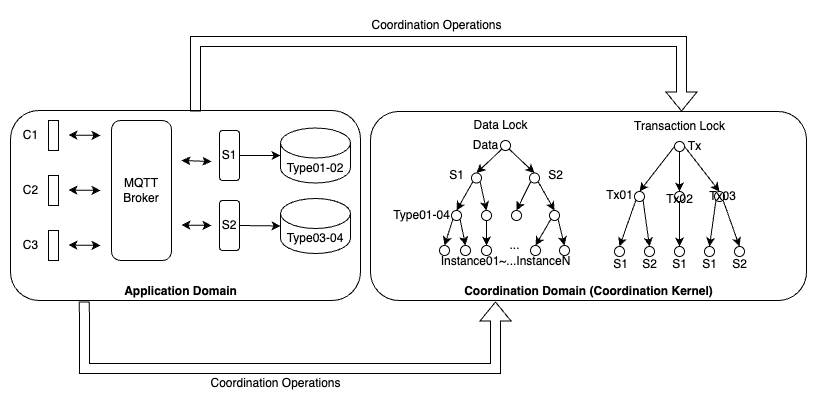 Coordination Operations
Data Lock
Transaction Lock
C1
MQTT
Broker
S1
Type01-02
Data
Tx
S1
S2
C2
Tx01
Tx02
Tx03
C3
S2
Type03-04
Type01-04
...
Instance01~...InstanceN
S1
S2
S1
S1
S2
Application Domain
Coordination Domain (Coordination Kernel)
Coordination Operations